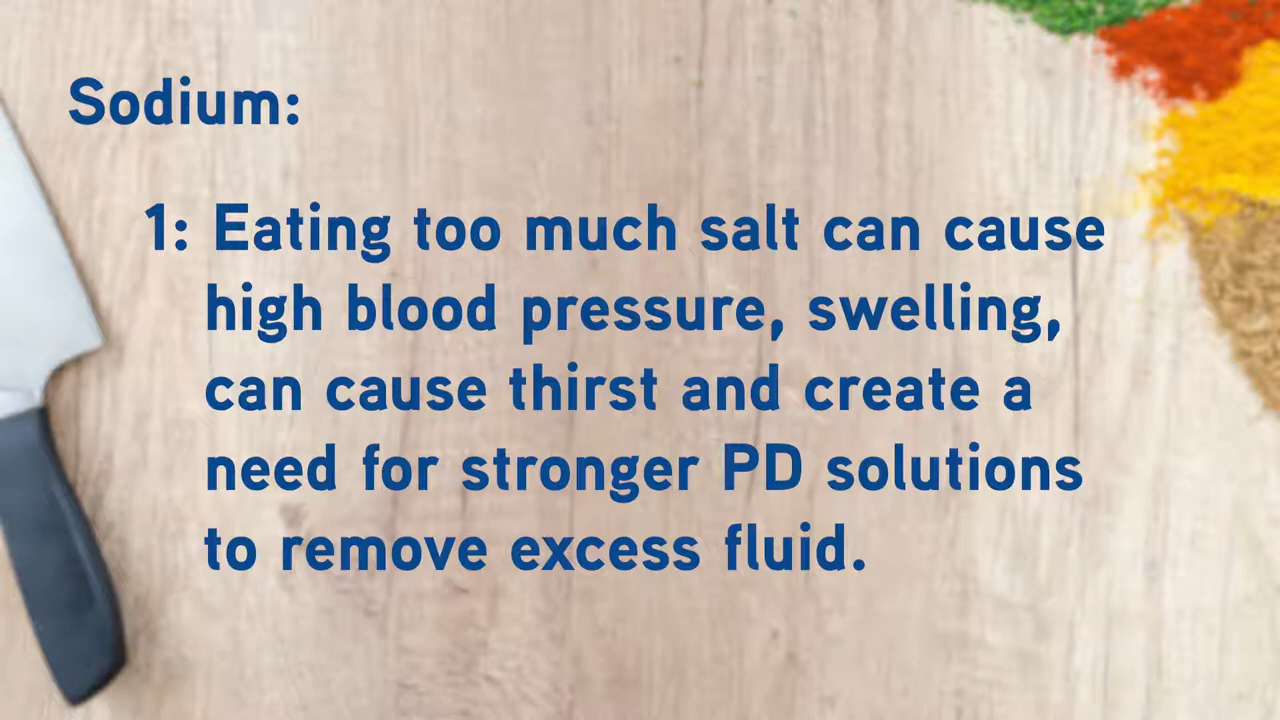 Sodium:
1: Eating too much salt can cause
high blood pressure, swelling,
can cause thirst and create a
need for stronger PD solutions
to remove excess fluid.